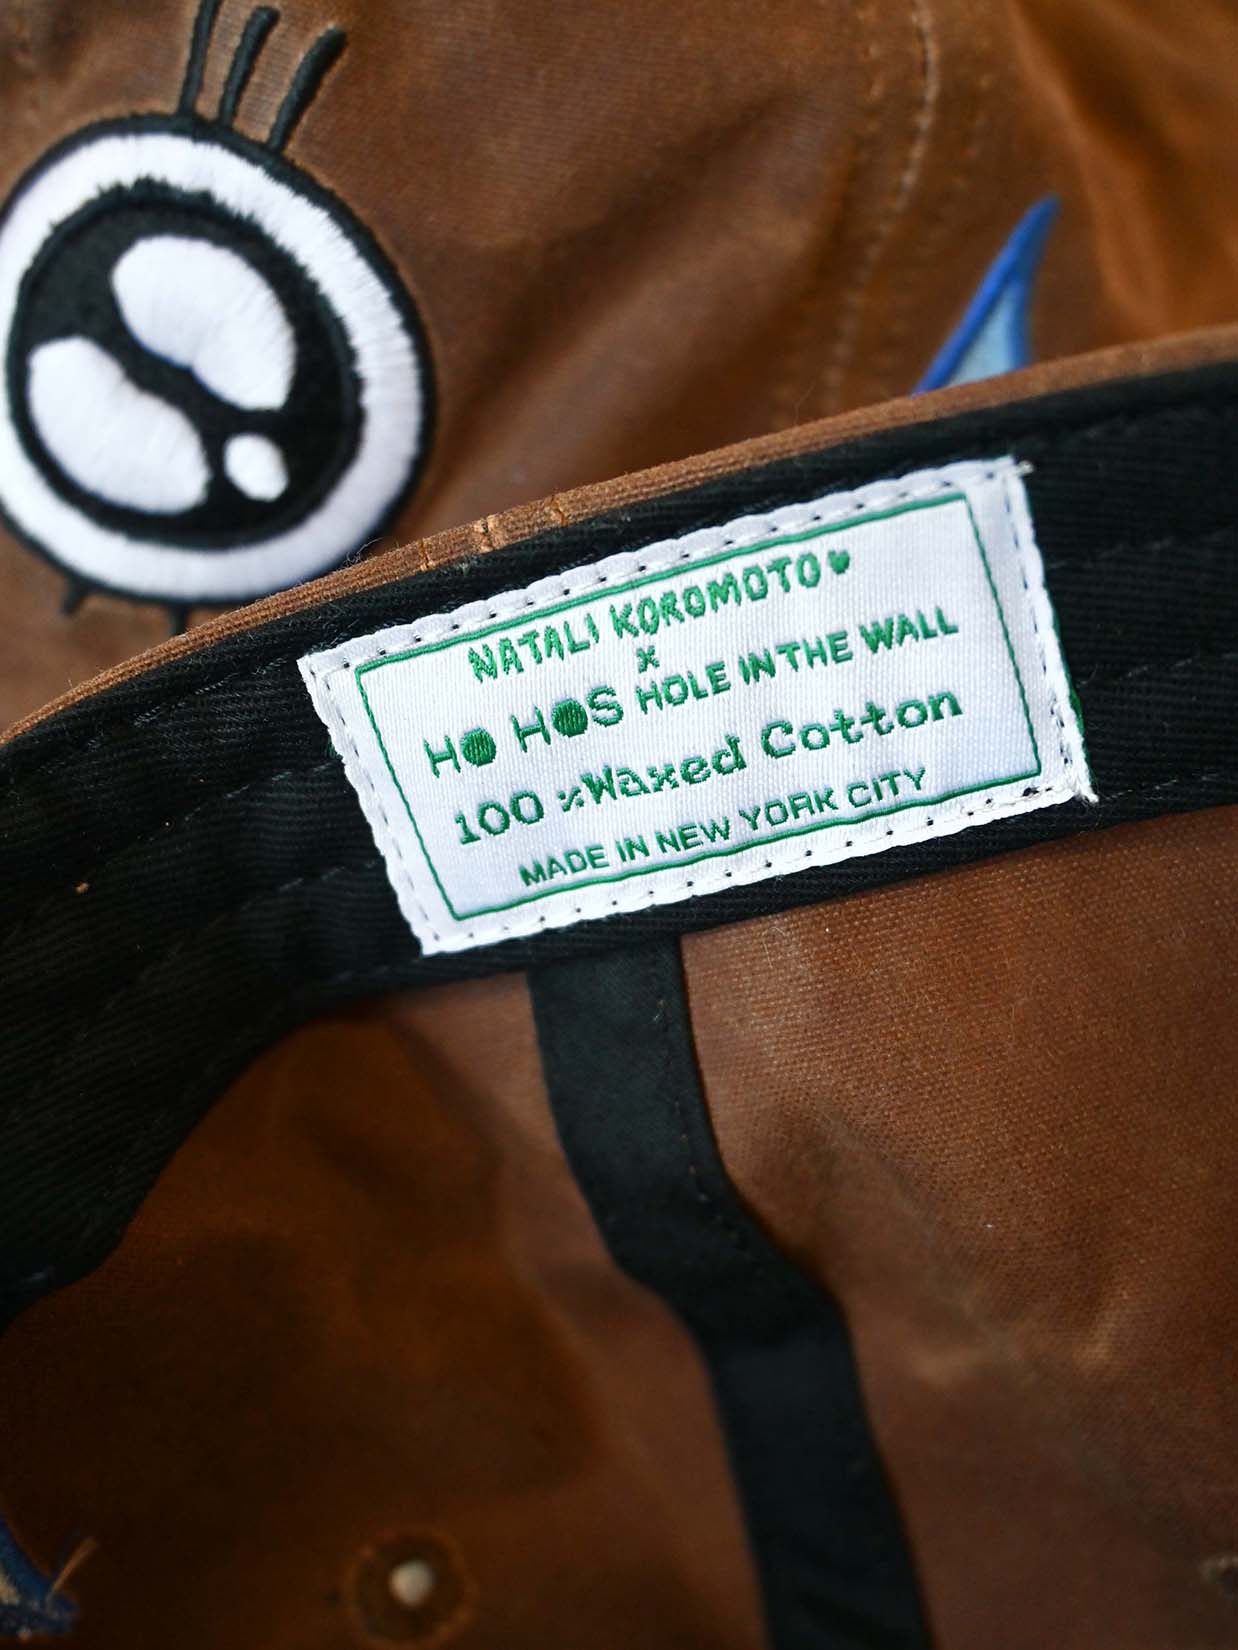 NATALI KOROMOTO
x
HO HOS HOLE IN THE WALL
100 % Waxed Cotton
MADE IN NEW YORK CITY